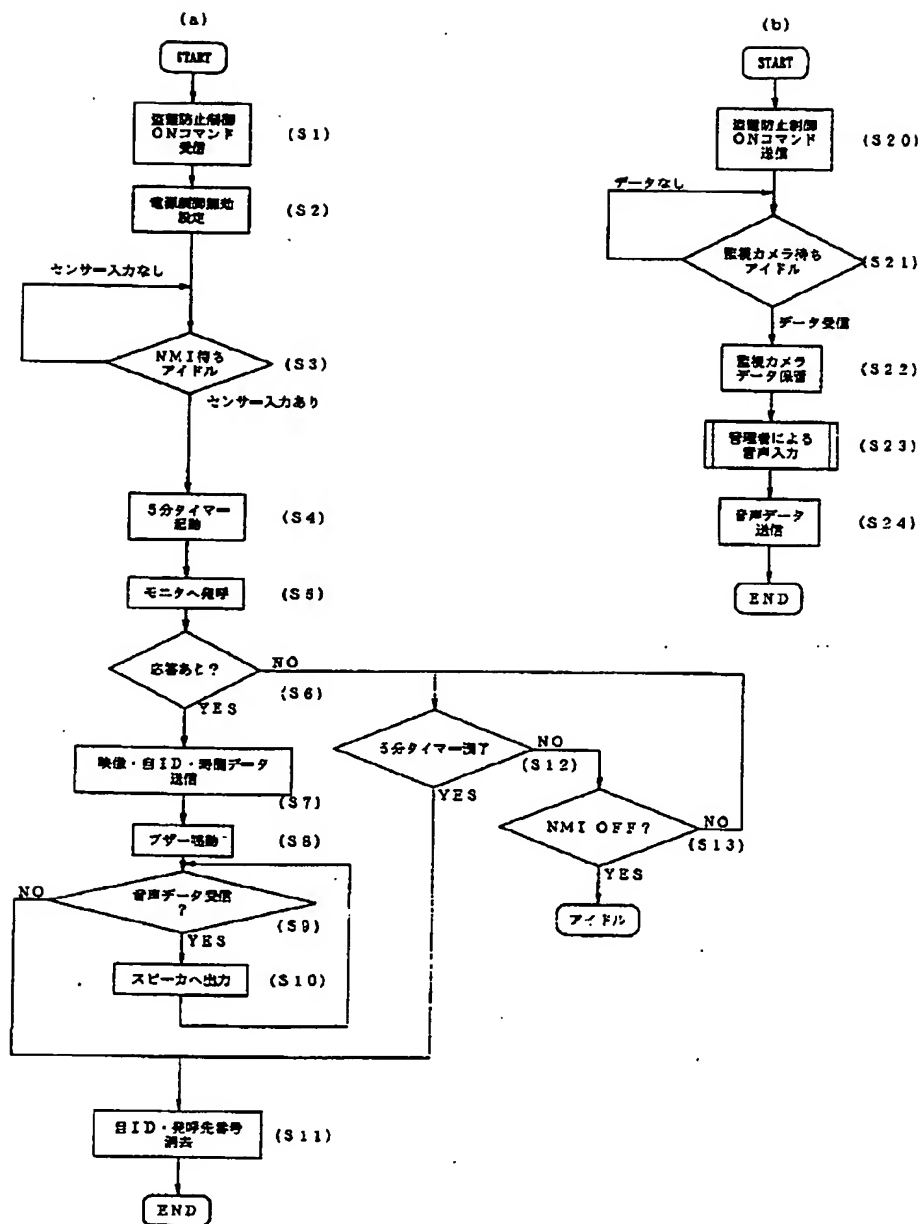 (a)
START
盗難防止制御
ONコマンド
受信
(S1)
電源制御無効
設定
(S2)
センサー入力なし
NMI待ち
アイドル
(S3)
センサー入力あり
5分タイマー
起動
(S4)
モニタへ発呼
(S5)
応答あり?
NO
(S6)
YES
映像・自ID・時間データ
送信
(S7)
ブザー鳴動
(S8)
NO
音声データ受信
?
(S9)
YES
スピーカへ出力
(S10)
5分タイマー満了
NO
(S12)
YES
NMI OFF?
NO
(S13)
YES
アイドル
自ID・発呼先番号
消去
(S11)
END
(b)
START
盗難防止制御
ONコマンド
送信
(S20)
データなし
監視カメラ待ち
アイドル
(S21)
データ受信
監視カメラ
データ保管
(S22)
管理者による
音声入力
(S23)
音声データ
送信
(S24)
END